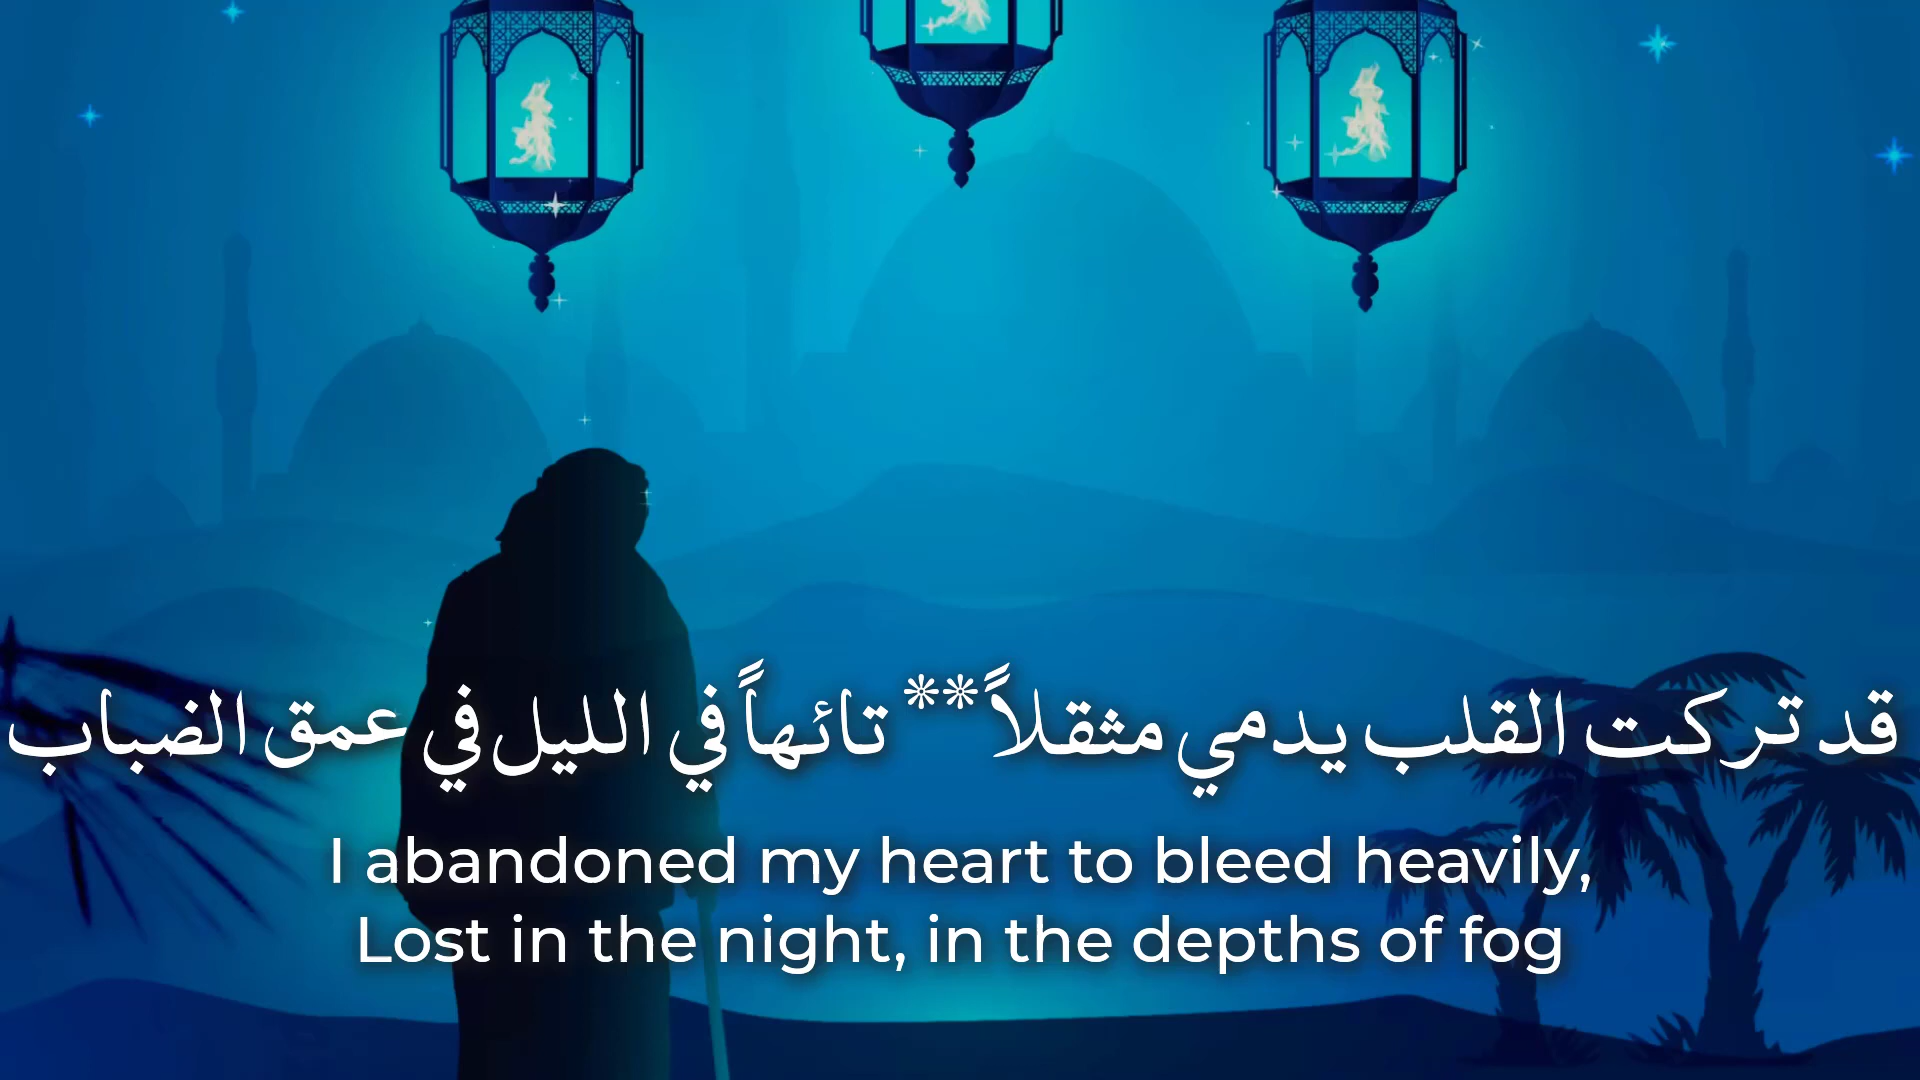 قد تركت القلب يدمي مثقلاً ** تائهاً في الليل في عمق الضباب
I abandoned my heart to bleed heavily,
Lost in the night, in the depths of fog